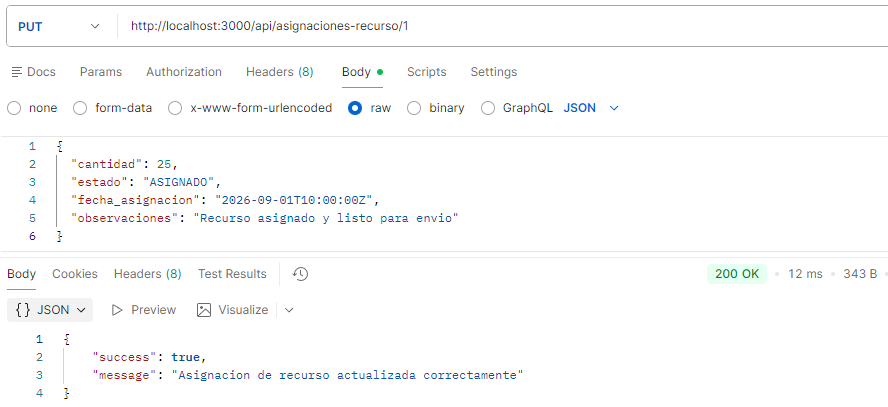 PUT http://localhost:3000/api/asignaciones-recurso/1
Docs Params Authorization Headers (8) Body Scripts Settings
none form-data x-www-form-urlencoded raw binary GraphQL JSON
1 {
2 "cantidad": 25,
3 "estado": "ASIGNADO",
4 "fecha_asignacion": "2026-09-01T10:00:00Z",
5 "observaciones": "Recurso asignado y listo para envio"
6 }
Body Cookies Headers (8) Test Results 200 OK • 12 ms • 343 B •
{} JSON Preview Visualize
1 {
2 "success": true,
3 "message": "Asignacion de recurso actualizada correctamente"
4 }